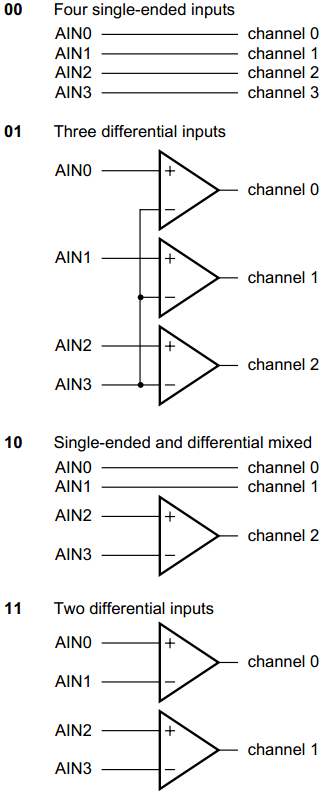 00 Four single-ended inputs
AIN0 channel 0
AIN1 channel 1
AIN2 channel 2
AIN3 channel 3
01 Three differential inputs
AIN0 + channel 0
−
AIN1 + channel 1
−
AIN2 + channel 2
AIN3 −
10 Single-ended and differential mixed
AIN0 channel 0
AIN1 channel 1
AIN2 + channel 2
AIN3 −
11 Two differential inputs
AIN0 + channel 0
AIN1 −
AIN2 + channel 1
AIN3 −